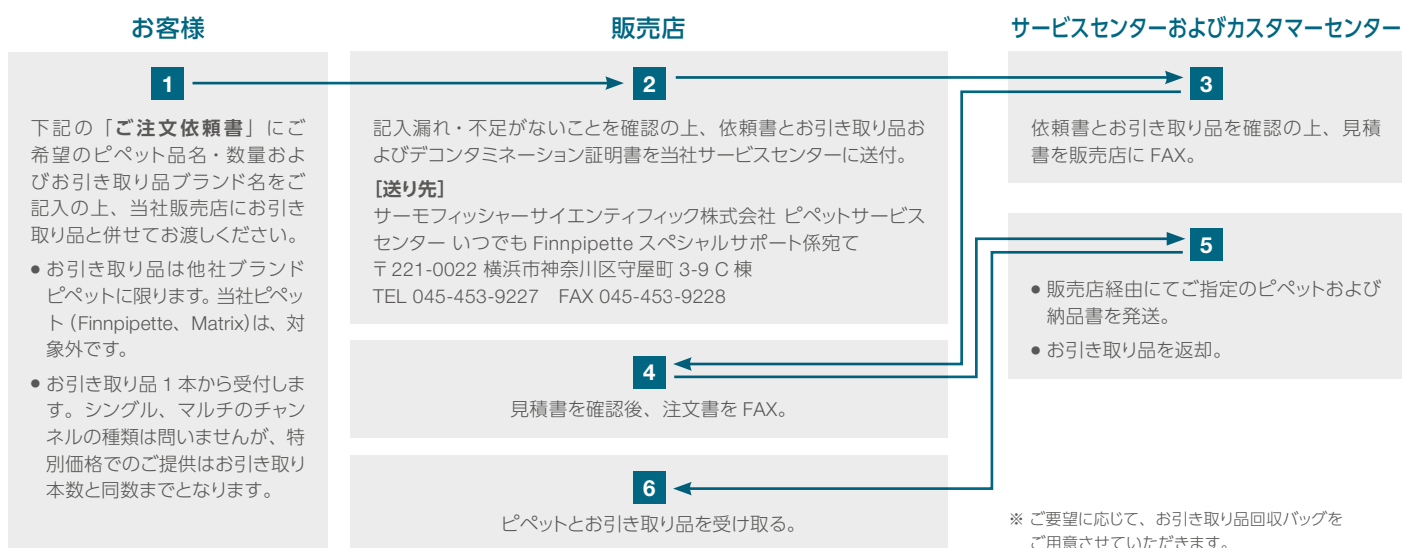 お客様
1
下記の「ご注文依頼書」にご
希望のピペット品名・数量およ
びお引き取り品ブランド名をご
記入の上、当社販売店にお引き
取り品と併せてお渡しください。
● お引き取り品は他社ブランド
ピペットに限ります。当社ピペッ
ト (Finnpipette、Matrix)は、対
象外です。
● お引き取り品 1 本から受付しま
す。シングル、マルチのチャン
ネルの種類は問いませんが、特
別価格でのご提供はお引き取り
本数と同数までとなります。
販売店
2
記入漏れ・不足がないことを確認の上、依頼書とお引き取り品お
よびデコンタミネーション証明書を当社サービスセンターに送付。
[送り先]
サーモフィッシャーサイエンティフィック株式会社 ピペットサービス
センター いつでも Finnpipette スペシャルサポート係宛て
〒 221-0022 横浜市神奈川区守屋町 3-9 C 棟
TEL 045-453-9227 FAX 045-453-9228
4
見積書を確認後、注文書を FAX。
6
ピペットとお引き取り品を受け取る。
サービスセンターおよびカスタマーセンター
3
依頼書とお引き取り品を確認の上、見積
書を販売店に FAX。
5
● 販売店経由にてご指定のピペットおよび
納品書を発送。
● お引き取り品を返却。
※ ご要望に応じて、お引き取り品回収バッグを
ご用意させていただきます。